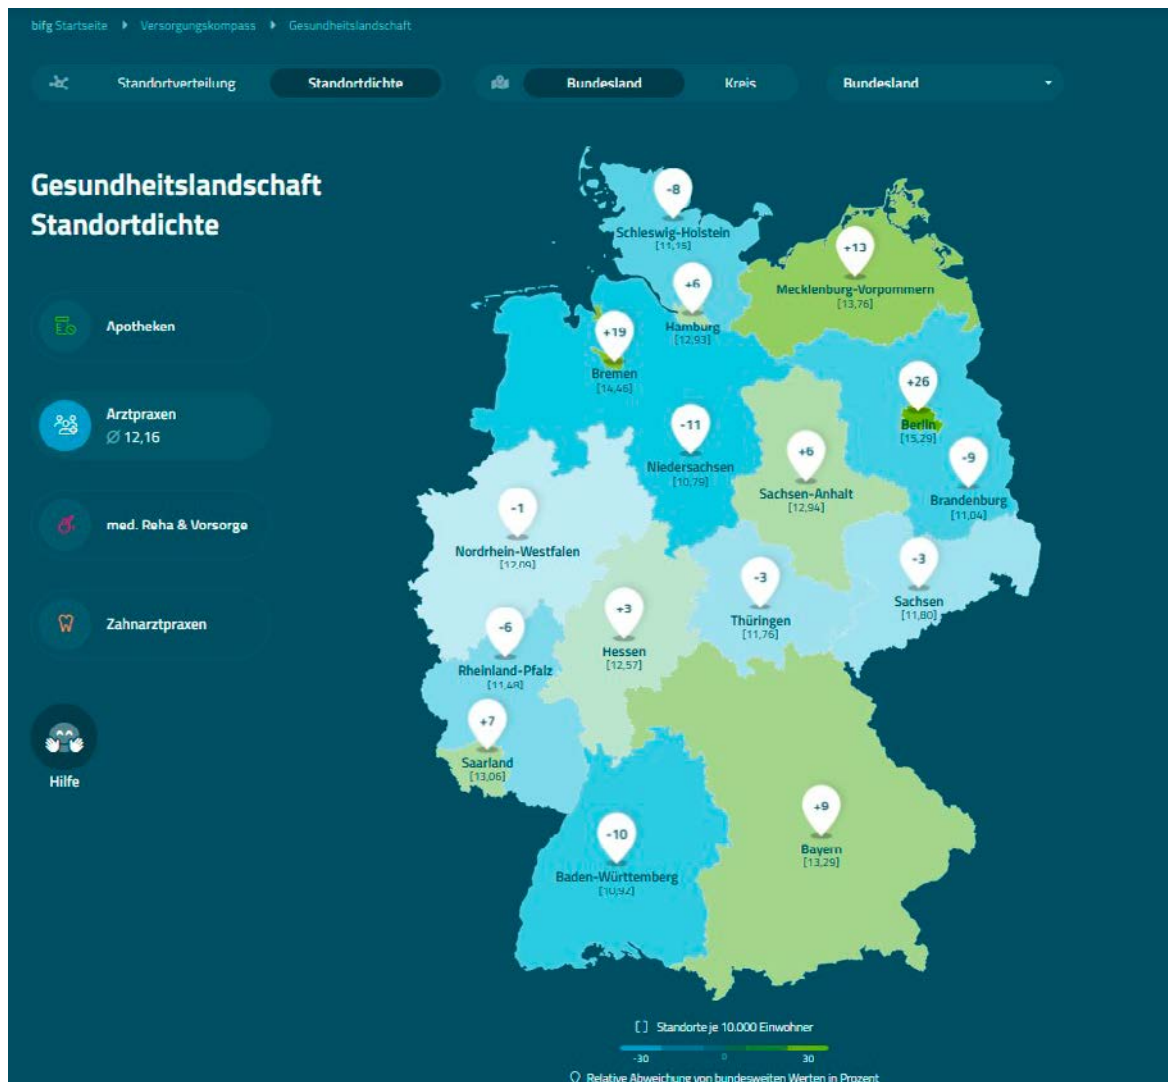 bifg Startseite Versorgungskompass Gesundheitslandschaft
Standortverteilung Standortdichte Bundesland Kreis Bundesland
Gesundheitslandschaft
Standortdichte
Apotheken
Arztpraxen
Ø 12,16
med. Reha & Vorsorge
Zahnarztpraxen
Hilfe
-8
Schleswig-Holstein
[11,15]
+13
Mecklenburg-Vorpommern
[13,76]
+6
Hamburg
[12,93]
+19
Bremen
[14,46]
+26
Berlin
[15,29]
-11
Niedersachsen
[10,79]
+6
Sachsen-Anhalt
[12,94]
-9
Brandenburg
[11,04]
-1
Nordrhein-Westfalen
[12,09]
-3
Sachsen
[11,80]
-3
Thüringen
[11,76]
+3
Hessen
[12,57]
-6
Rheinland-Pfalz
[11,48]
+7
Saarland
[13,06]
-10
Baden-Württemberg
[10,92]
+9
Bayern
[13,29]
[ ] Standorte je 10.000 Einwohner
-30 0 30
Relative Abweichung von bundesweiten Werten in Prozent